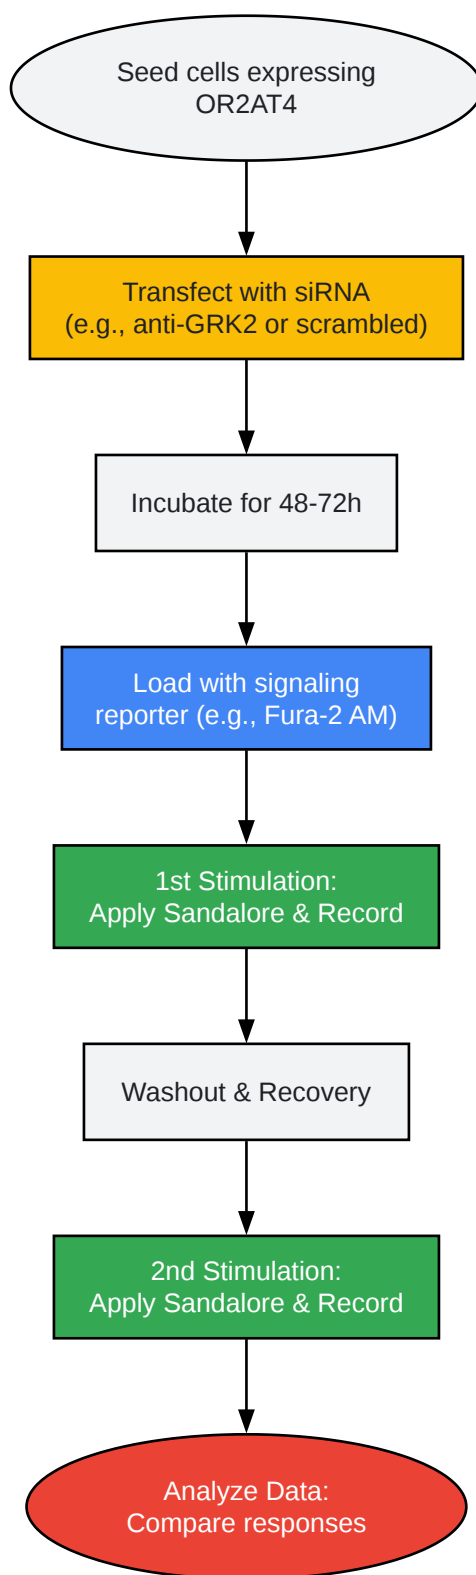 Seed cells expressing
OR2AT4
Transfect with siRNA
(e.g., anti-GRK2 or scrambled)
Incubate for 48-72h
Load with signaling
reporter (e.g., Fura-2 AM)
1st Stimulation:
Apply Sandalore & Record
Washout & Recovery
2nd Stimulation:
Apply Sandalore & Record
Analyze Data:
Compare responses